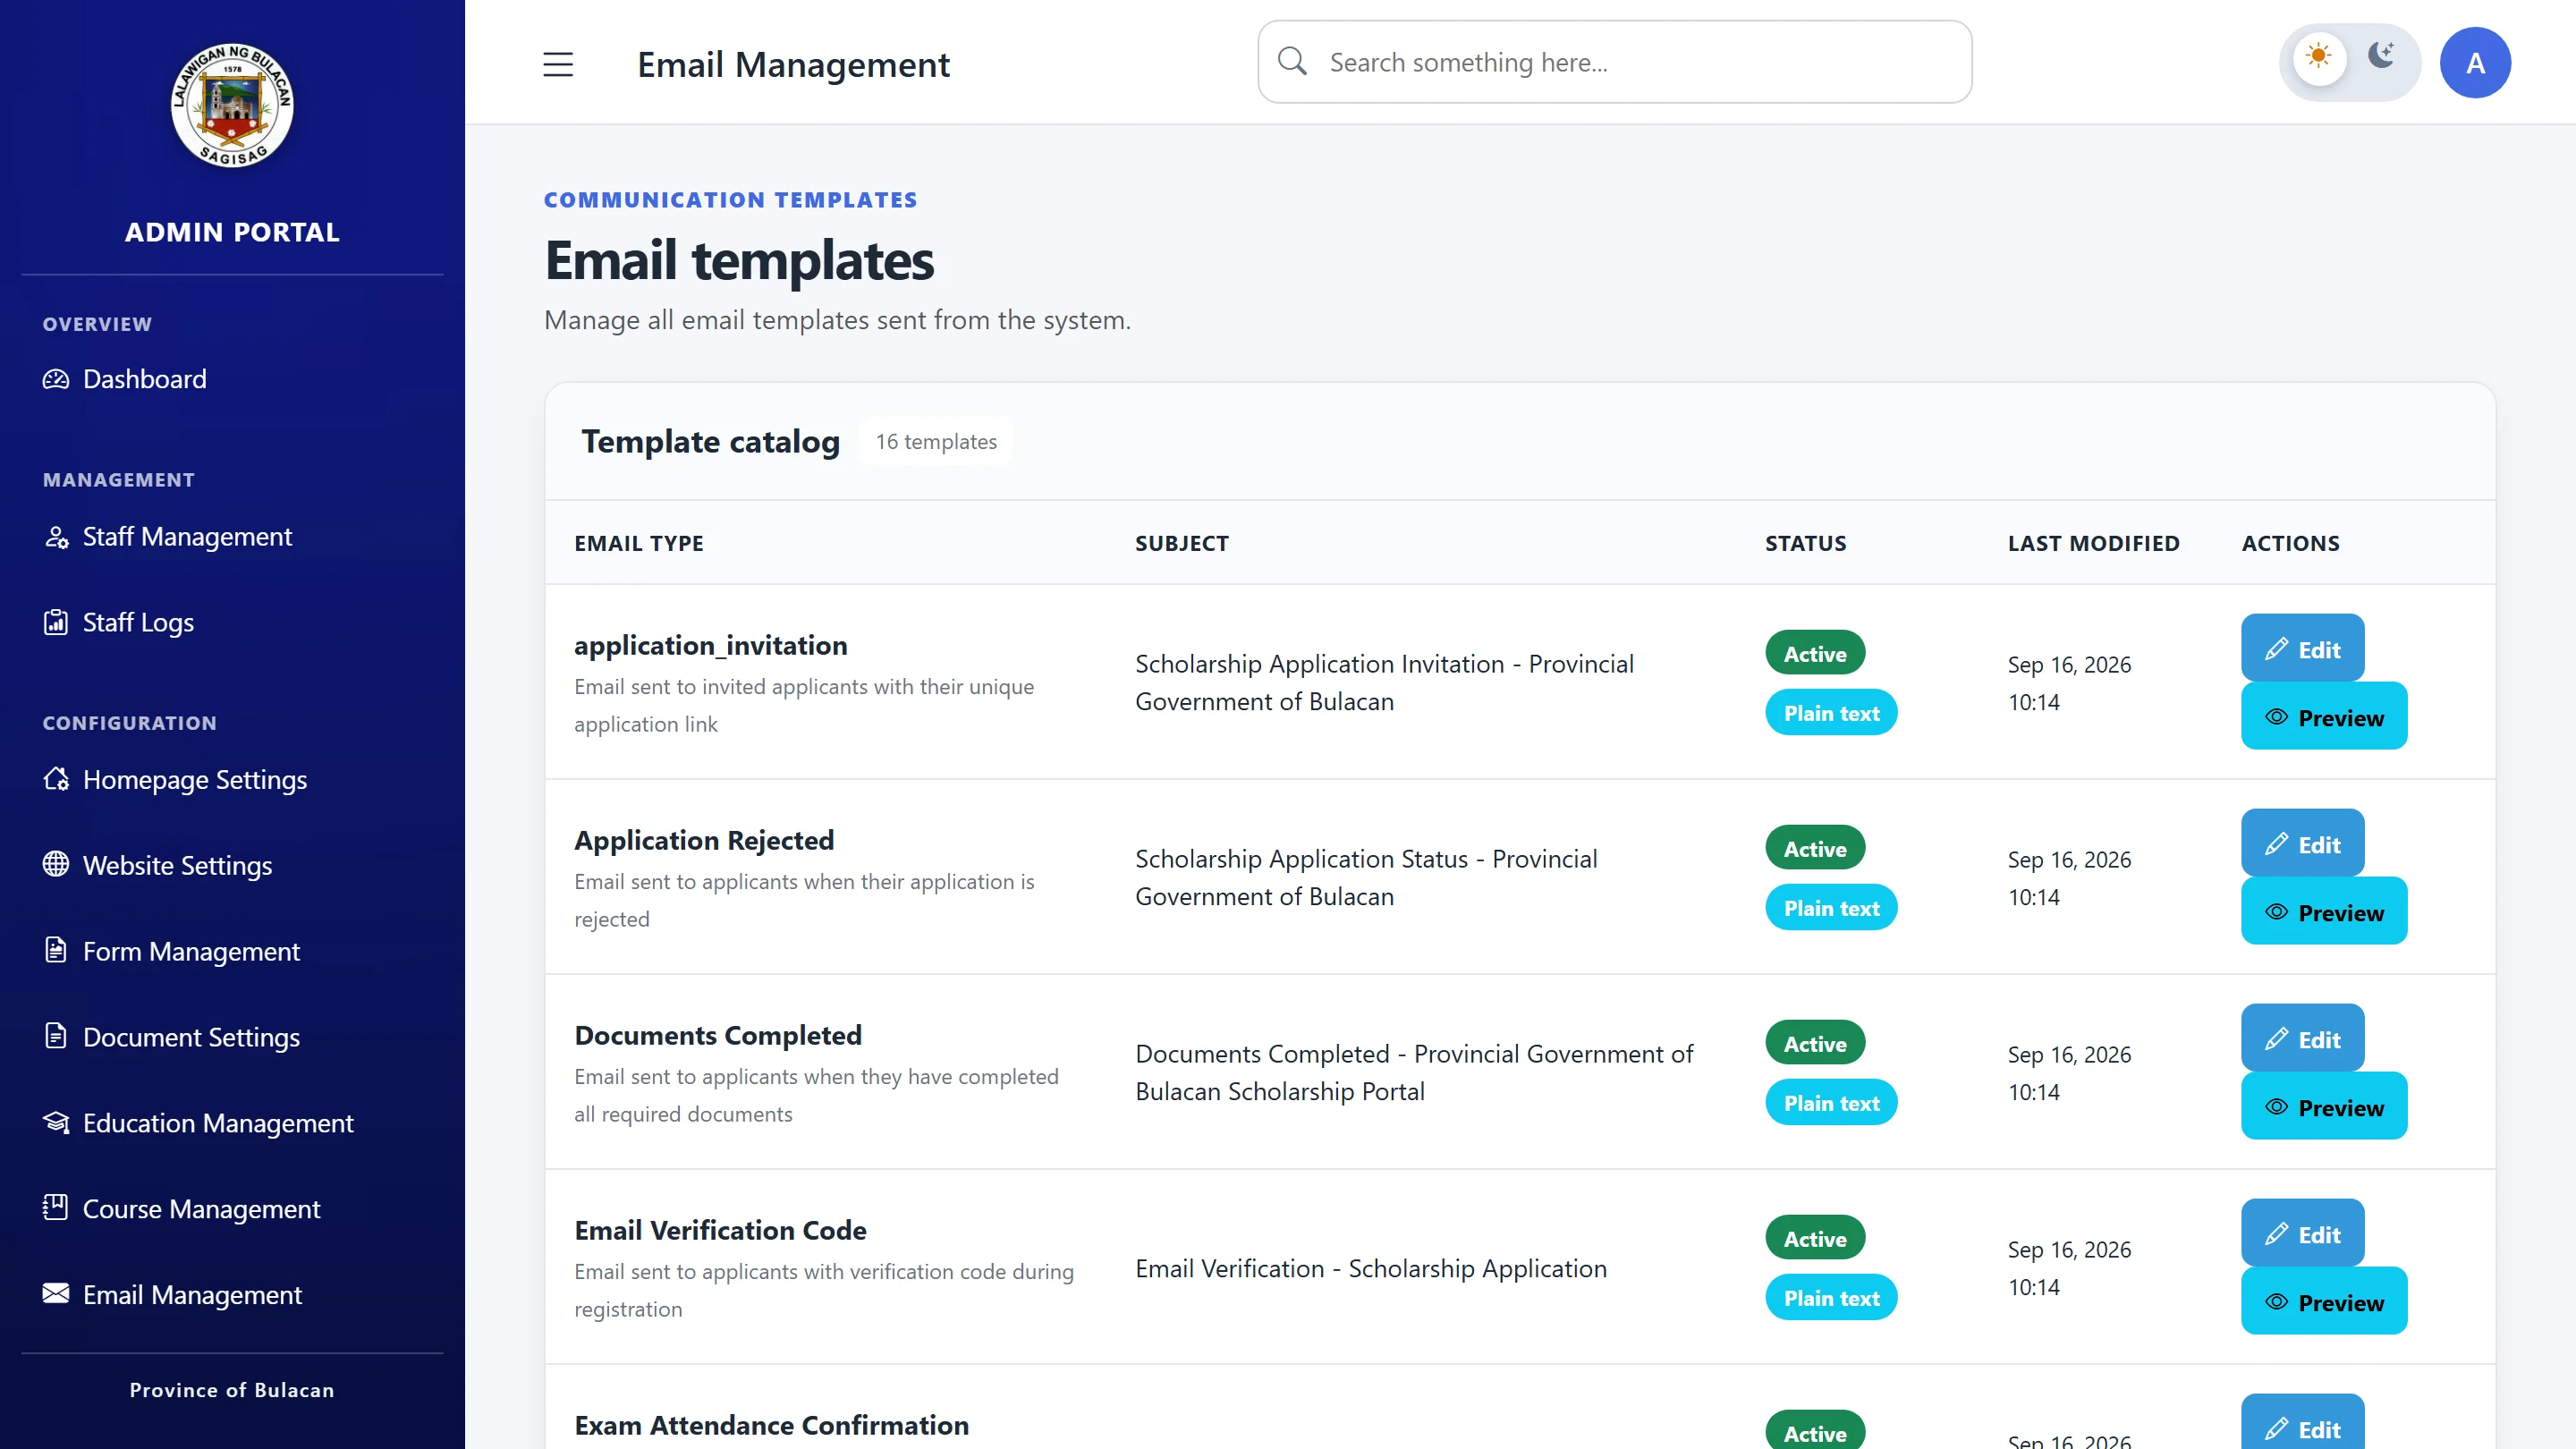 LALAWIGAN NG BULACAN
1578
SAGISAG
ADMIN PORTAL
OVERVIEW
Dashboard
MANAGEMENT
Staff Management
Staff Logs
CONFIGURATION
Homepage Settings
Website Settings
Form Management
Document Settings
Education Management
Course Management
Email Management
Province of Bulacan
Email Management
Search something here...
A
COMMUNICATION TEMPLATES
Email templates
Manage all email templates sent from the system.
Template catalog 16 templates
EMAIL TYPE SUBJECT STATUS LAST MODIFIED ACTIONS
application_invitation
Email sent to invited applicants with their unique
application link
Scholarship Application Invitation - Provincial
Government of Bulacan
Active
Plain text
Sep 16, 2026
10:14
Edit
Preview
Application Rejected
Email sent to applicants when their application is
rejected
Scholarship Application Status - Provincial
Government of Bulacan
Active
Plain text
Sep 16, 2026
10:14
Edit
Preview
Documents Completed
Email sent to applicants when they have completed
all required documents
Documents Completed - Provincial Government of
Bulacan Scholarship Portal
Active
Plain text
Sep 16, 2026
10:14
Edit
Preview
Email Verification Code
Email sent to applicants with verification code during
registration
Email Verification - Scholarship Application
Active
Plain text
Sep 16, 2026
10:14
Edit
Preview
Exam Attendance Confirmation
Active
Sep 16, 2026
Edit